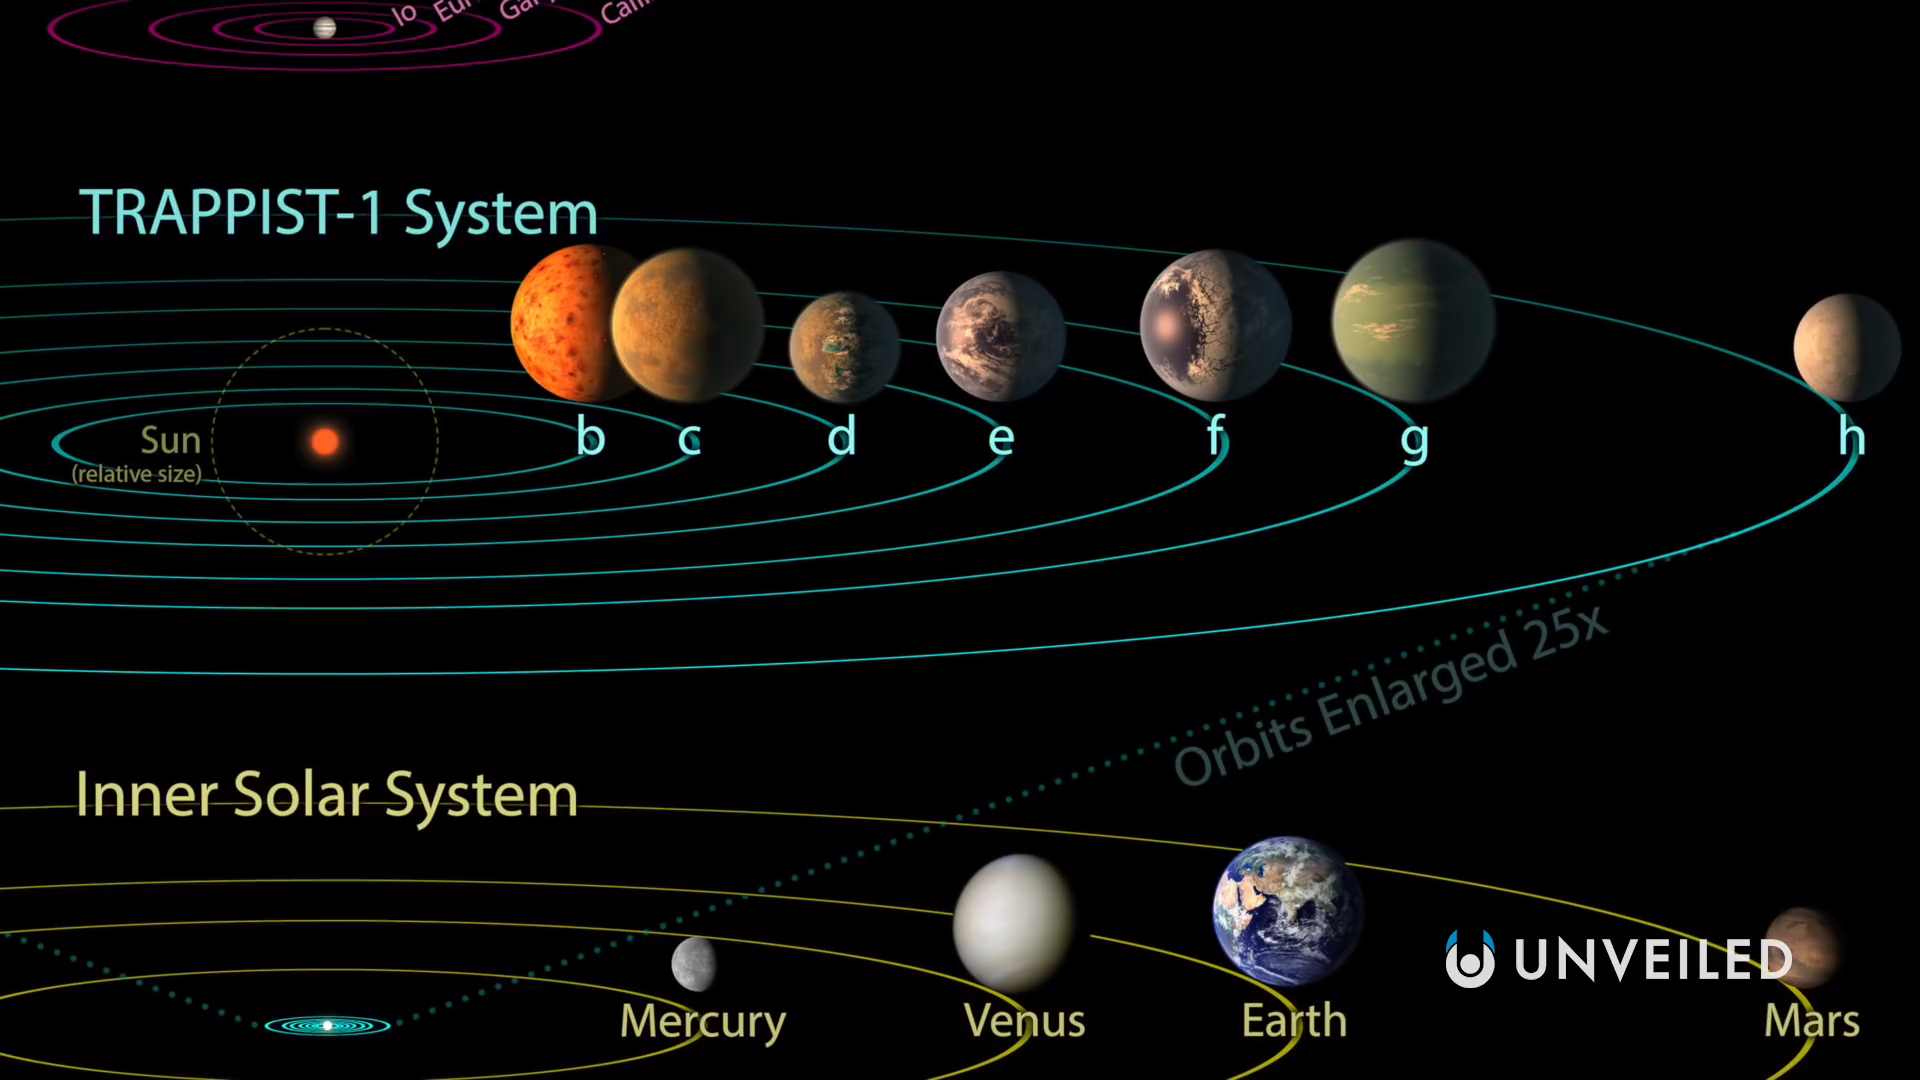 Io
TRAPPIST-1 System
Sun
(relative size)
b c d e f g h
Orbits Enlarged 25x
Inner Solar System
UNVEILED
Mercury Venus Earth Mars